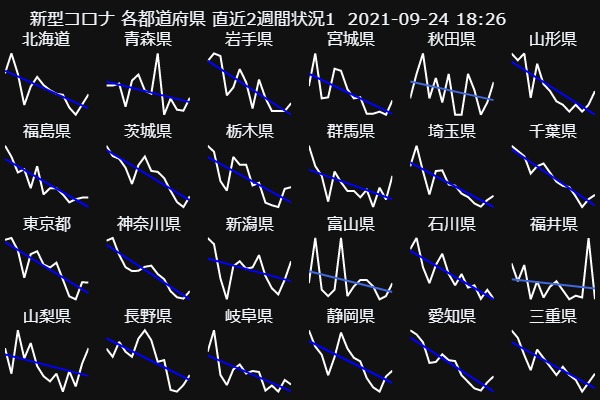 新型コロナ 各都道府県 直近2週間状況1 2021-09-24 18:26
北海道 青森県 岩手県 宮城県 秋田県 山形県
福島県 茨城県 栃木県 群馬県 埼玉県 千葉県
東京都 神奈川県 新潟県 富山県 石川県 福井県
山梨県 長野県 岐阜県 静岡県 愛知県 三重県